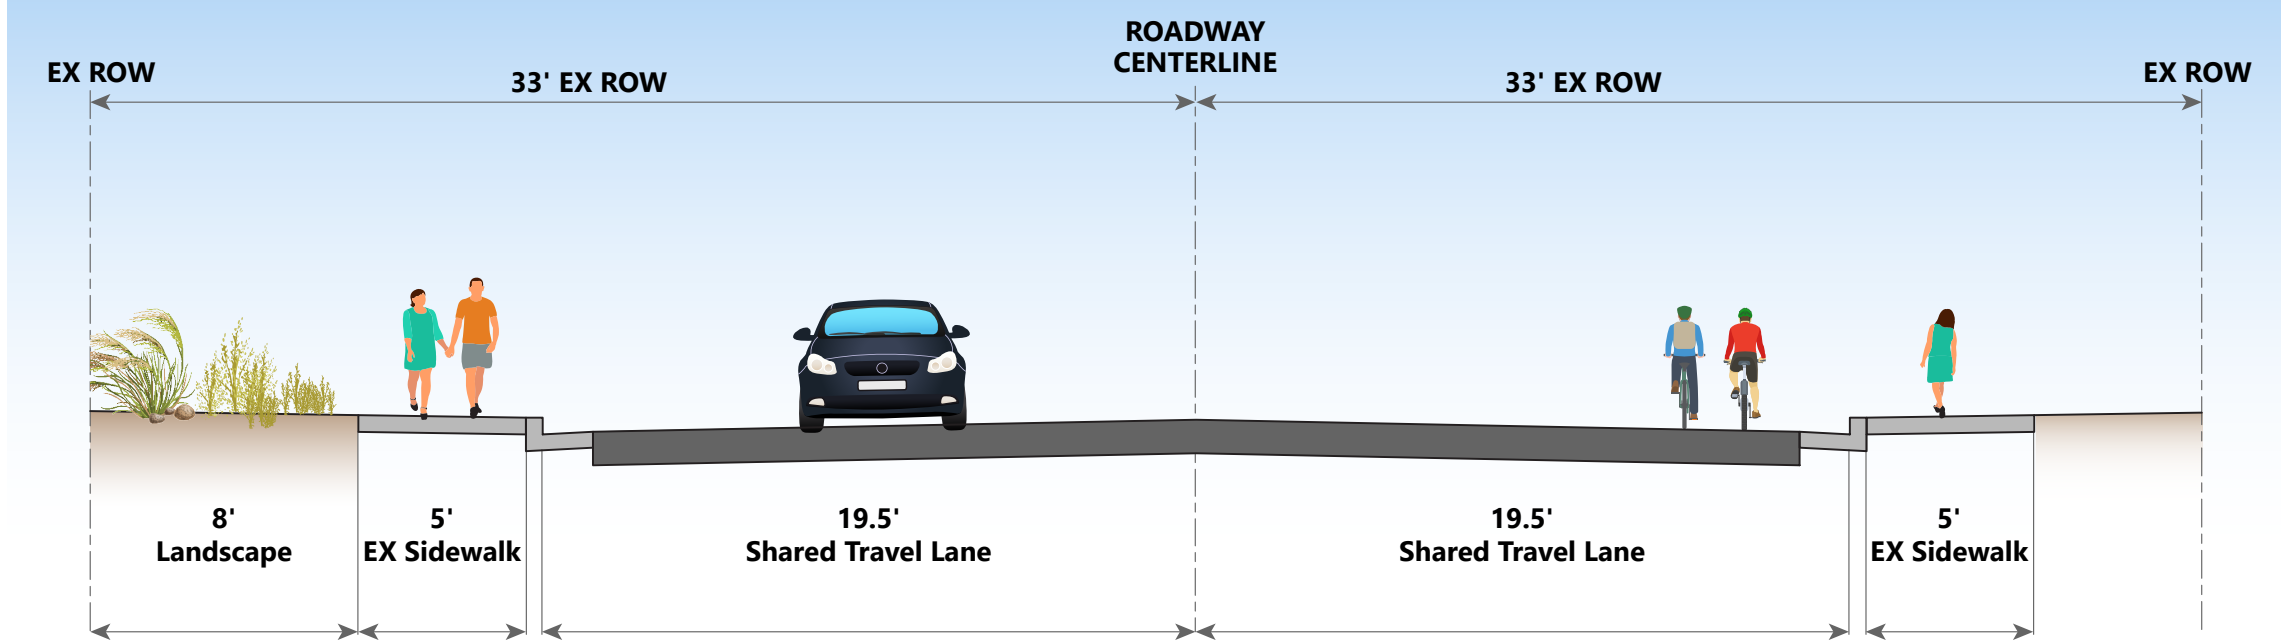 ROADWAY
CENTERLINE
EX ROW
33' EX ROW
33' EX ROW
EX ROW
8'
Landscape
5'
EX Sidewalk
19.5'
Shared Travel Lane
19.5'
Shared Travel Lane
5'
EX Sidewalk